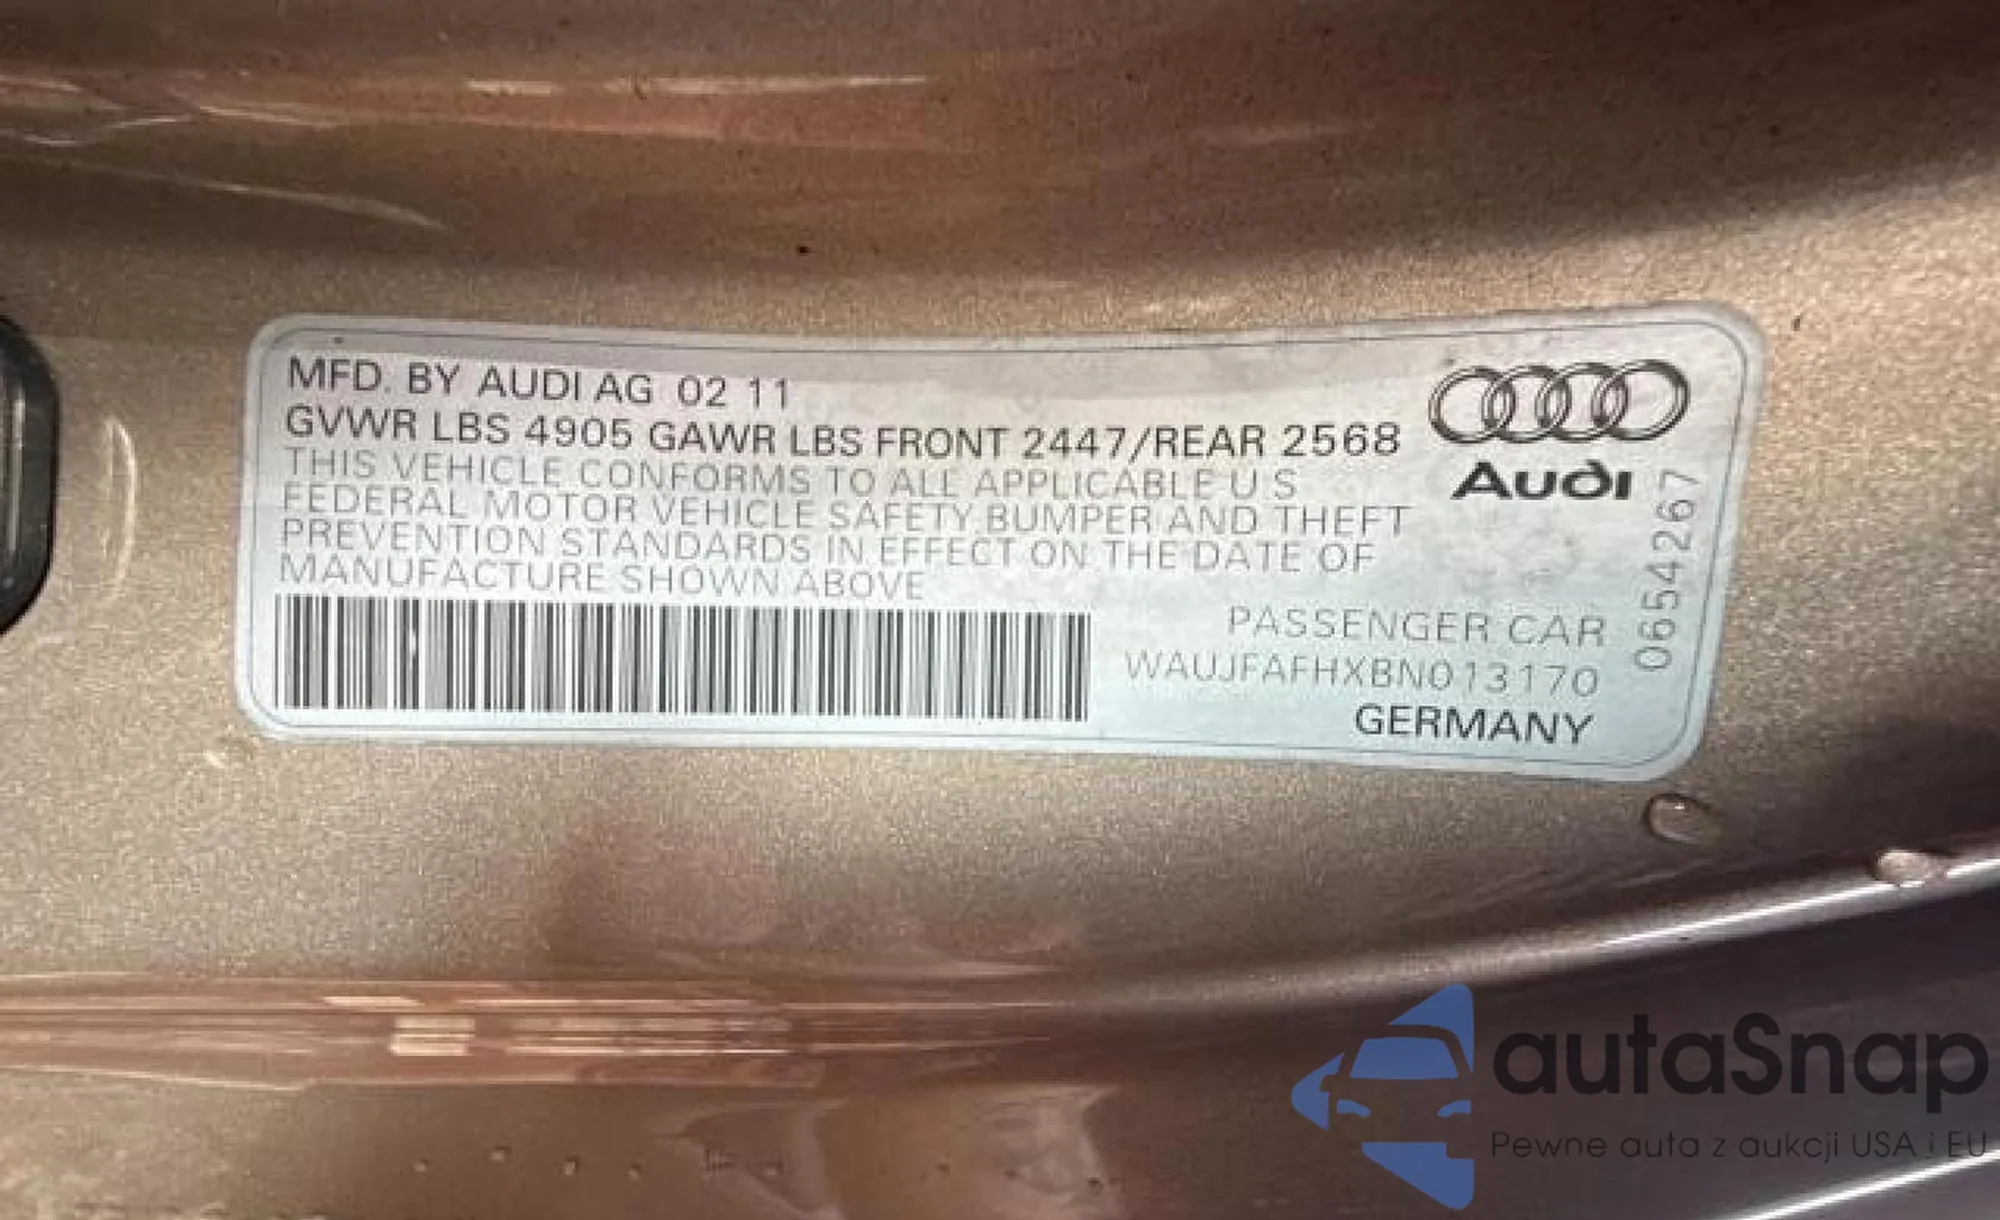 MFD. BY AUDI AG 02 11
GVWR LBS 4905 GAWR LBS FRONT 2447/REAR 2568
THIS VEHICLE CONFORMS TO ALL APPLICABLE U S
FEDERAL MOTOR VEHICLE SAFETY BUMPER AND THEFT
PREVENTION STANDARDS IN EFFECT ON THE DATE OF
MANUFACTURE SHOWN ABOVE
Audi
0654267
PASSENGER CAR
WAUJFAFHXBN013170
GERMANY
autaSnap
Pewne auta z aukcji USA i EU